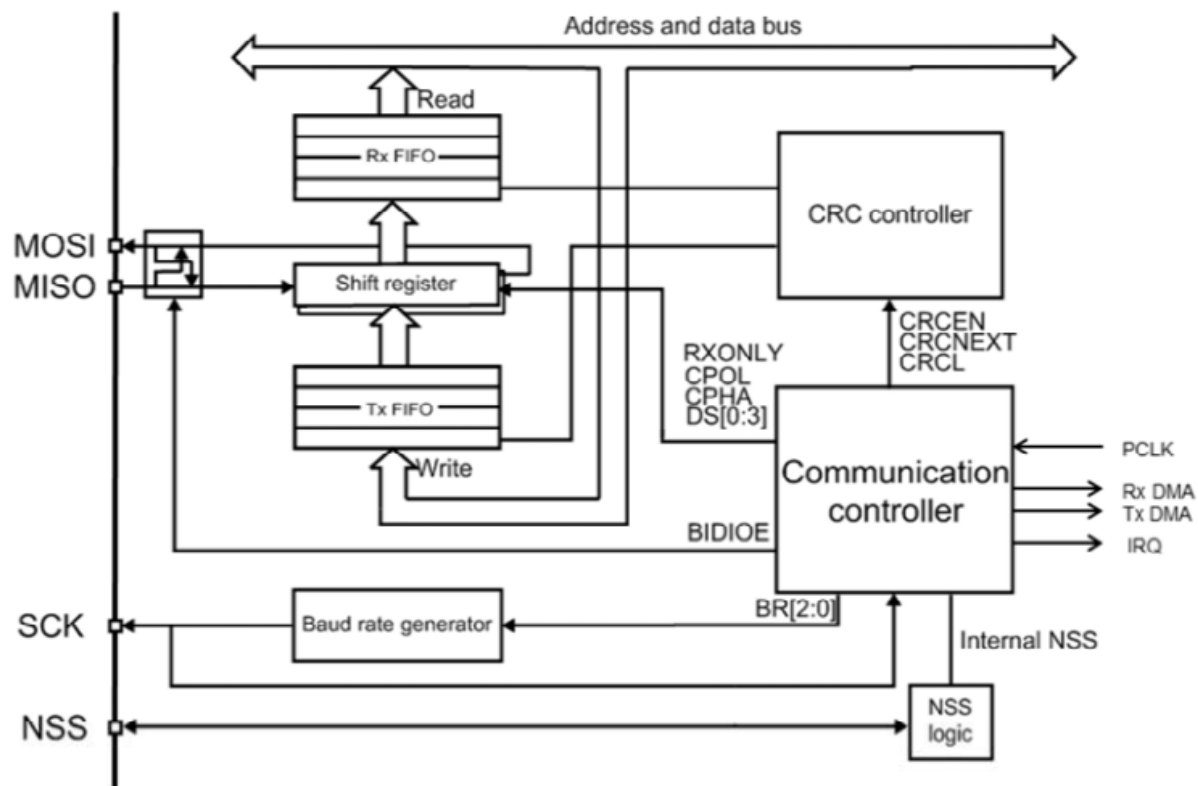 Address and data bus
Read
Rx FIFO
CRC controller
MOSI
MISO
Shift register
CRCEN
CRCNEXT
CRCL
RXONLY
CPOL
CPHA
DS[0:3]
Tx FIFO
Write
Communication
controller
PCLK
Rx DMA
Tx DMA
IRQ
BIDIOE
BR[2:0]
SCK
Baud rate generator
Internal NSS
NSS
NSS
logic